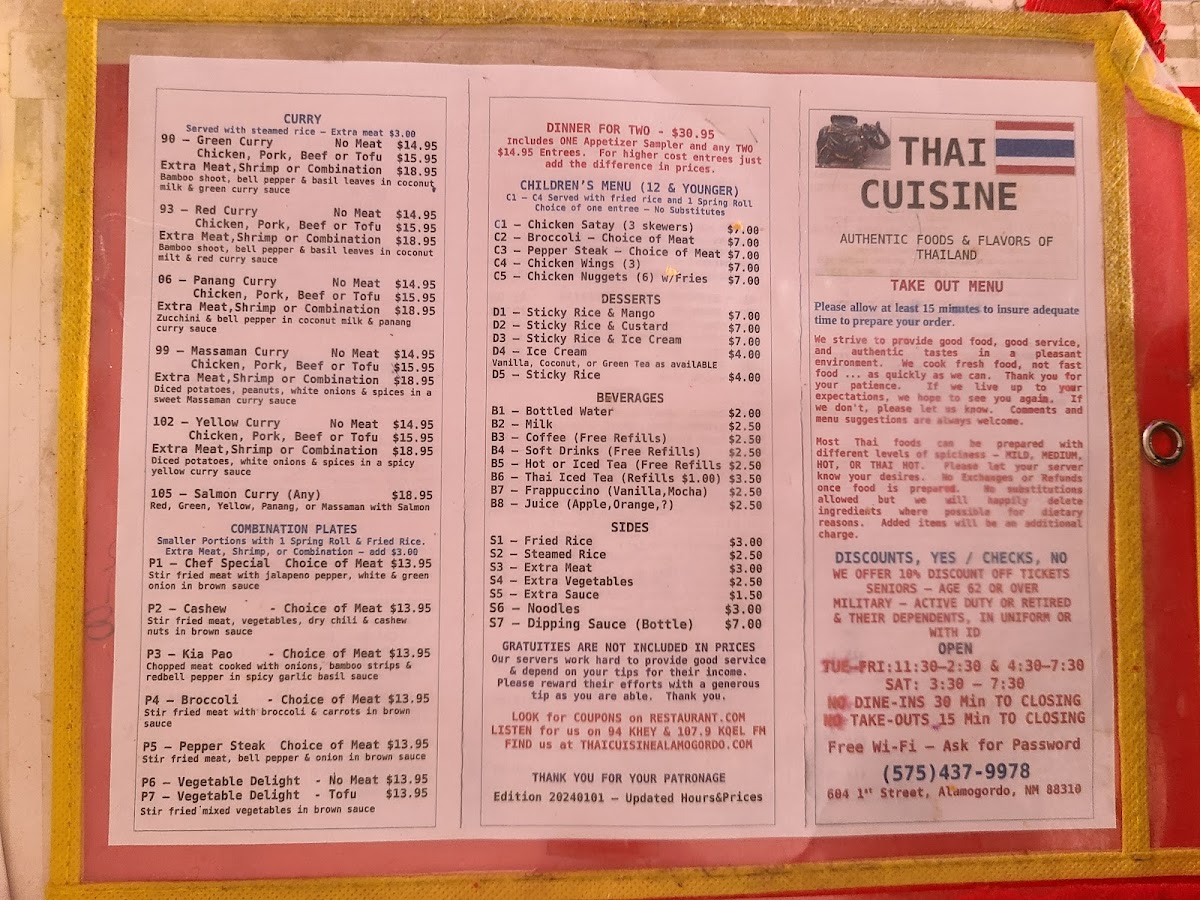 CURRY
Served with steamed rice – Extra meat $3.00
90 – Green Curry No Meat $14.95
Chicken, Pork, Beef or Tofu $15.95
Extra Meat,Shrimp or Combination $18.95
Bamboo shoot, bell pepper & basil leaves in coconut
milk & green curry sauce
93 – Red Curry No Meat $14.95
Chicken, Pork, Beef or Tofu $15.95
Extra Meat,Shrimp or Combination $18.95
Bamboo shoot, bell pepper & basil leaves in coconut
milt & red curry sauce
06 – Panang Curry No Meat $14.95
Chicken, Pork, Beef or Tofu $15.95
Extra Meat,Shrimp or Combination $18.95
Zucchini & bell pepper in coconut milk & panang
curry sauce
99 – Massaman Curry No Meat $14.95
Chicken, Pork, Beef or Tofu $15.95
Extra Meat,Shrimp or Combination $18.95
Diced potatoes, peanuts, white onions & spices in a
sweet Massaman curry sauce
102 – Yellow Curry No Meat $14.95
Chicken, Pork, Beef or Tofu $15.95
Extra Meat,Shrimp or Combination $18.95
Diced potatoes, white onions & spices in a spicy
yellow curry sauce
105 – Salmon Curry (Any) $18.95
Red, Green, Yellow, Panang, or Massaman with Salmon
COMBINATION PLATES
Smaller Portions with 1 Spring Roll & Fried Rice.
Extra Meat, Shrimp, or Combination – add $3.00
P1 – Chef Special Choice of Meat $13.95
Stir fried meat with jalapeno pepper, white & green
onion in brown sauce
P2 – Cashew - Choice of Meat $13.95
Stir fried meat, vegetables, dry chili & cashew
nuts in brown sauce
P3 – Kia Pao - Choice of Meat $13.95
Chopped meat cooked with onions, bamboo strips &
redbell pepper in spicy garlic basil sauce
P4 – Broccoli - Choice of Meat $13.95
Stir fried meat with broccoli & carrots in brown
sauce
P5 – Pepper Steak Choice of Meat $13.95
Stir fried meat, bell pepper & onion in brown sauce
P6 – Vegetable Delight - No Meat $13.95
P7 – Vegetable Delight - Tofu $13.95
Stir fried mixed vegetables in brown sauce
DINNER FOR TWO - $30.95
Includes ONE Appetizer Sampler and any TWO
$14.95 Entrees. For higher cost entrees just
add the difference in prices.
CHILDREN'S MENU (12 & YOUNGER)
C1 – C4 Served with fried rice and 1 Spring Roll
Choice of one entree – No Substitutes
C1 – Chicken Satay (3 skewers) $7.00
C2 – Broccoli – Choice of Meat $7.00
C3 – Pepper Steak – Choice of Meat $7.00
C4 – Chicken Wings (3) $7.00
C5 – Chicken Nuggets (6) w/Fries $7.00
DESSERTS
D1 – Sticky Rice & Mango $7.00
D2 – Sticky Rice & Custard $7.00
D3 – Sticky Rice & Ice Cream $7.00
D4 – Ice Cream $4.00
Vanilla, Coconut, or Green Tea as availABLE
D5 – Sticky Rice $4.00
BEVERAGES
B1 – Bottled Water $2.00
B2 – Milk $2.50
B3 – Coffee (Free Refills) $2.50
B4 – Soft Drinks (Free Refills) $2.50
B5 – Hot or Iced Tea (Free Refills $2.50
B6 – Thai Iced Tea (Refills $1.00) $3.50
B7 – Frappuccino (Vanilla,Mocha) $2.50
B8 – Juice (Apple,Orange,?) $2.50
SIDES
S1 – Fried Rice $3.00
S2 – Steamed Rice $2.50
S3 – Extra Meat $3.00
S4 – Extra Vegetables $2.50
S5 – Extra Sauce $1.50
S6 – Noodles $3.00
S7 – Dipping Sauce (Bottle) $7.00
GRATUITIES ARE NOT INCLUDED IN PRICES
Our servers work hard to provide good service
& depend on your tips for their income.
Please reward their efforts with a generous
tip as you are able. Thank you.
LOOK for COUPONS on RESTAURANT.COM
LISTEN for us on 94 KHEY & 107.9 KQEL FM
FIND us at THAICUISINEALAMOGORDO.COM
THANK YOU FOR YOUR PATRONAGE
Edition 20240101 – Updated Hours&Prices
THAI
CUISINE
AUTHENTIC FOODS & FLAVORS OF
THAILAND
TAKE OUT MENU
Please allow at least 15 minutes to insure adequate
time to prepare your order.
We strive to provide good food, good service,
and authentic tastes in a pleasant
environment. We cook fresh food, not fast
food ... as quickly as we can. Thank you for
your patience. If we live up to your
expectations, we hope to see you again. If
we don't, please let us know. Comments and
menu suggestions are always welcome.
Most Thai foods can be prepared with
different levels of spiciness – MILD, MEDIUM,
HOT, OR THAI HOT. Please let your server
know your desires. No Exchanges or Refunds
once food is prepared. No substitutions
allowed but we will happily delete
ingredients where possible for dietary
reasons. Added items will be an additional
charge.
DISCOUNTS, YES / CHECKS, NO
WE OFFER 10% DISCOUNT OFF TICKETS
SENIORS – AGE 62 OR OVER
MILITARY – ACTIVE DUTY OR RETIRED
& THEIR DEPENDENTS, IN UNIFORM OR
WITH ID
OPEN
TUE-FRI:11:30–2:30 & 4:30–7:30
SAT: 3:30 – 7:30
NO DINE-INS 30 Min TO CLOSING
NO TAKE-OUTS 15 Min TO CLOSING
Free Wi-Fi – Ask for Password
(575)437-9978
604 1st Street, Alamogordo, NM 88310